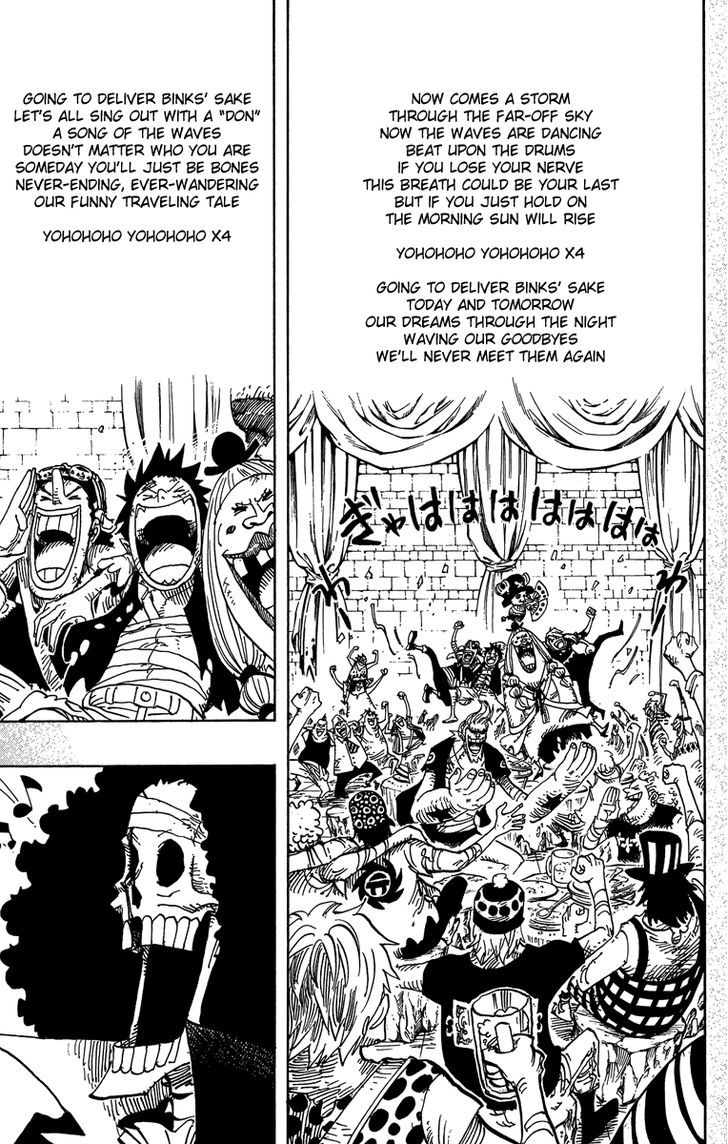 NOW COMES A STORM
THROUGH THE FAR-OFF SKY
NOW THE WAVES ARE DANCING
BEAT UPON THE DRUMS
IF YOU LOSE YOUR NERVE
THIS BREATH COULD BE YOUR LAST
BUT IF YOU JUST HOLD ON
THE MORNING SUN WILL RISE
YOHOHOHO YOHOHOHO X4
GOING TO DELIVER BINKS' SAKE
TODAY AND TOMORROW
OUR DREAMS THROUGH THE NIGHT
WAVING OUR GOODBYES
WE'LL NEVER MEET THEM AGAIN
ぎゃはははははははは
わ
わ
GOING TO DELIVER BINKS' SAKE
LET'S ALL SING OUT WITH A "DON"
A SONG OF THE WAVES
DOESN'T MATTER WHO YOU ARE
SOMEDAY YOU'LL JUST BE BONES
NEVER-ENDING, EVER-WANDERING
OUR FUNNY TRAVELING TALE
YOHOHOHO YOHOHOHO X4